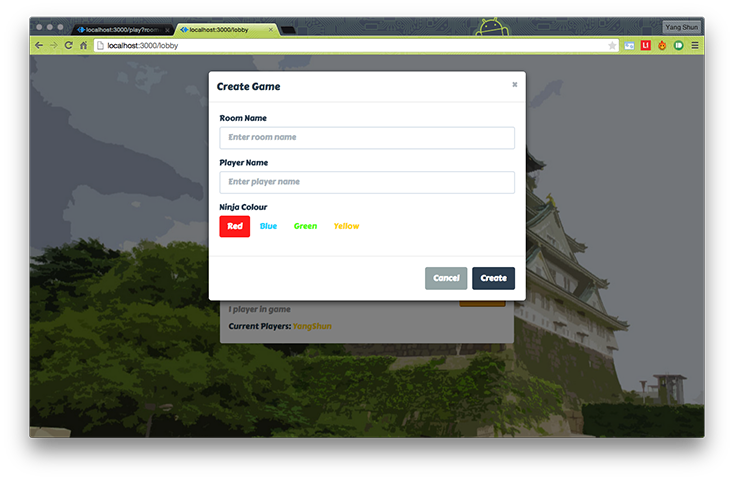 localhost:3000/play?room
localhost:3000/lobby
Yang Shun
localhost:3000/lobby
LI
Create Game
×
Room Name
Enter room name
Player Name
Enter player name
Ninja Colour
Red Blue Green Yellow
Cancel Create
1 player in game
Current Players: YangShun